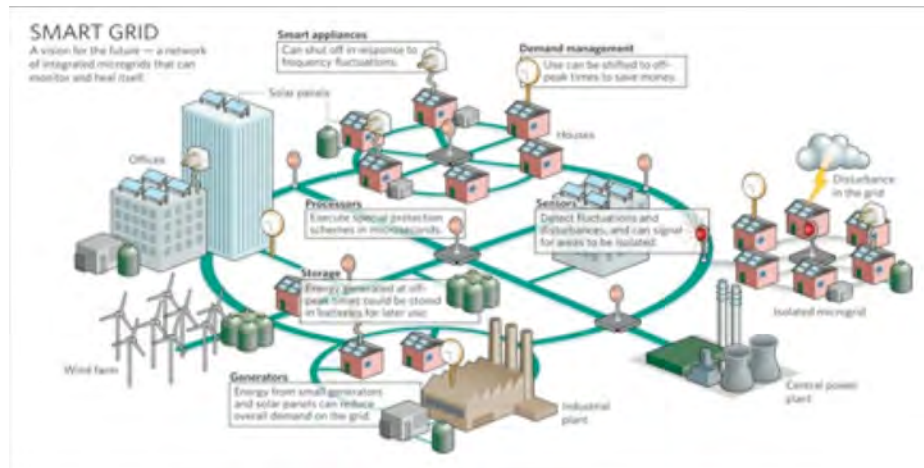 SMART GRID
A vision for the future — a network
of integrated microgrids that can
monitor and heal itself.
Smart appliances
Can shut off in response to
frequency fluctuations.
Demand management
Use can be shifted to off-
peak times to save money.
Solar panels
Houses
Offices
Disturbance
in the grid
Processors
Execute special protection
schemes in microseconds.
Sensors
Detect fluctuations and
disturbances, and can signal
for areas to be isolated.
Storage
Energy generated at off-
peak times could be stored
in batteries for later use.
Isolated microgrid
Wind farm
Generators
Energy from small generators
and solar panels can reduce
overall demand on the grid.
Industrial
plant
Central power
plant